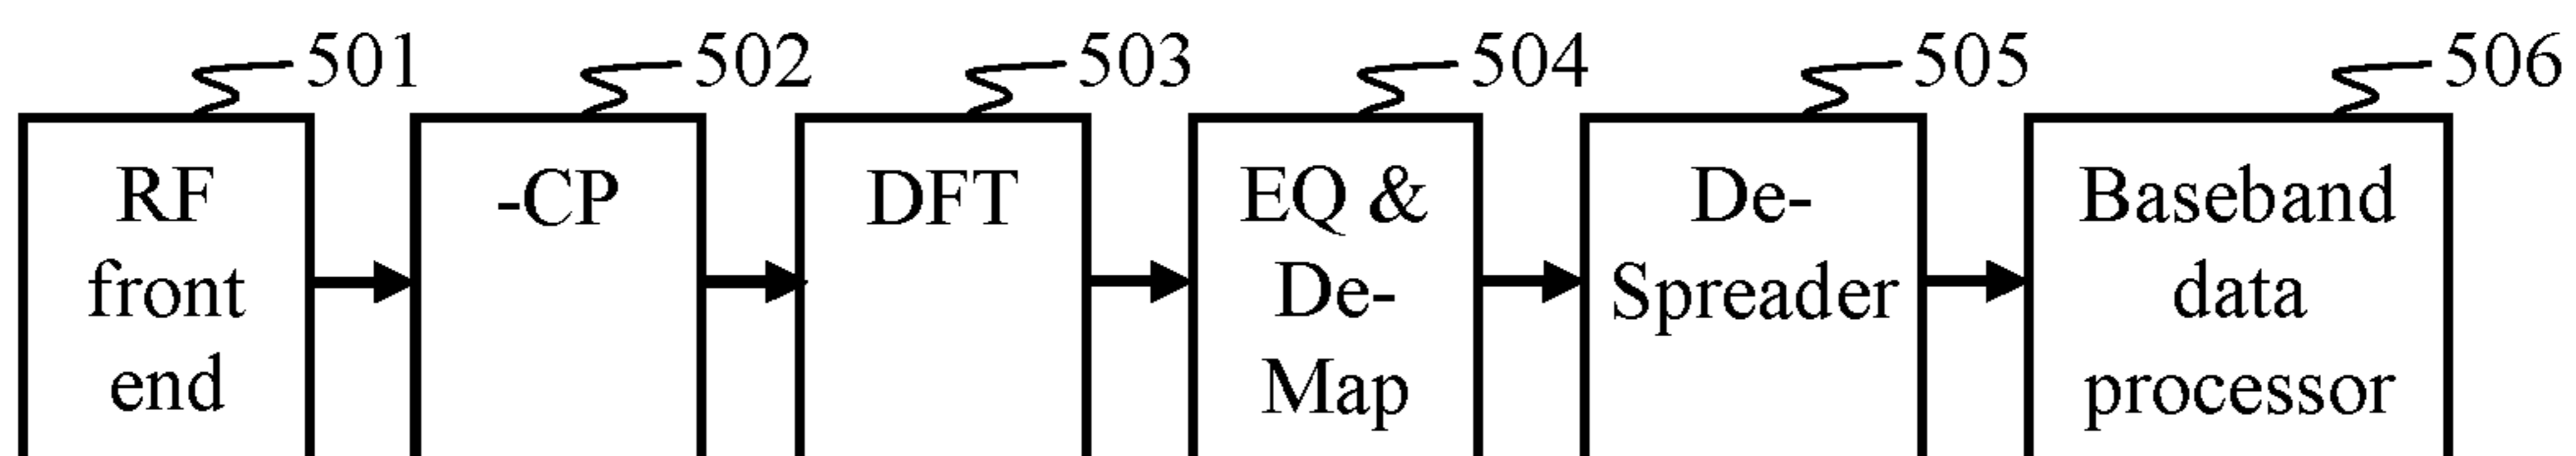 501 502 503 504 505 506
RF
front
end
-CP
DFT
EQ &
De-
Map
De-
Spreader
Baseband
data
processor